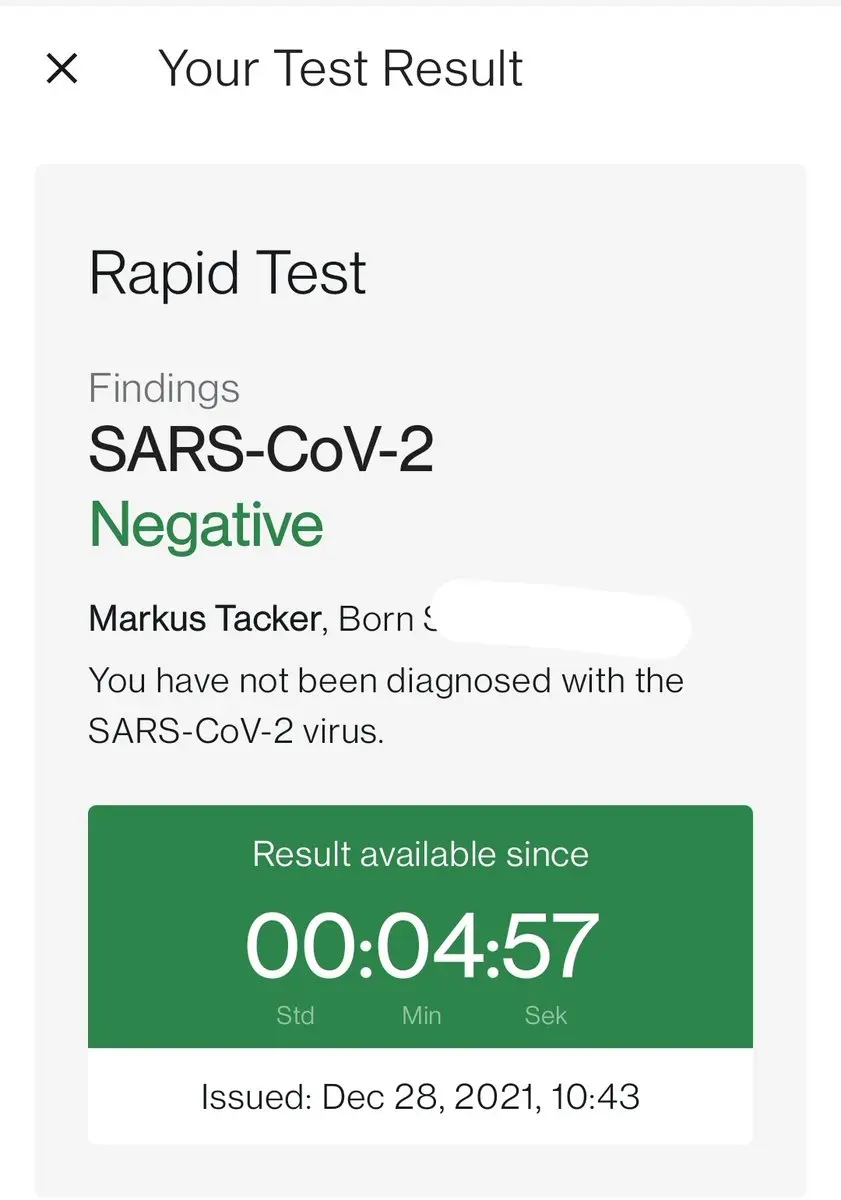 Your Test Result
Rapid Test
Findings
SARS-CoV-2
Negative
Markus Tacker, Born
You have not been diagnosed with the
SARS-CoV-2 virus.
Result available since
00:04:57
Std Min Sek
Issued: Dec 28, 2021, 10:43